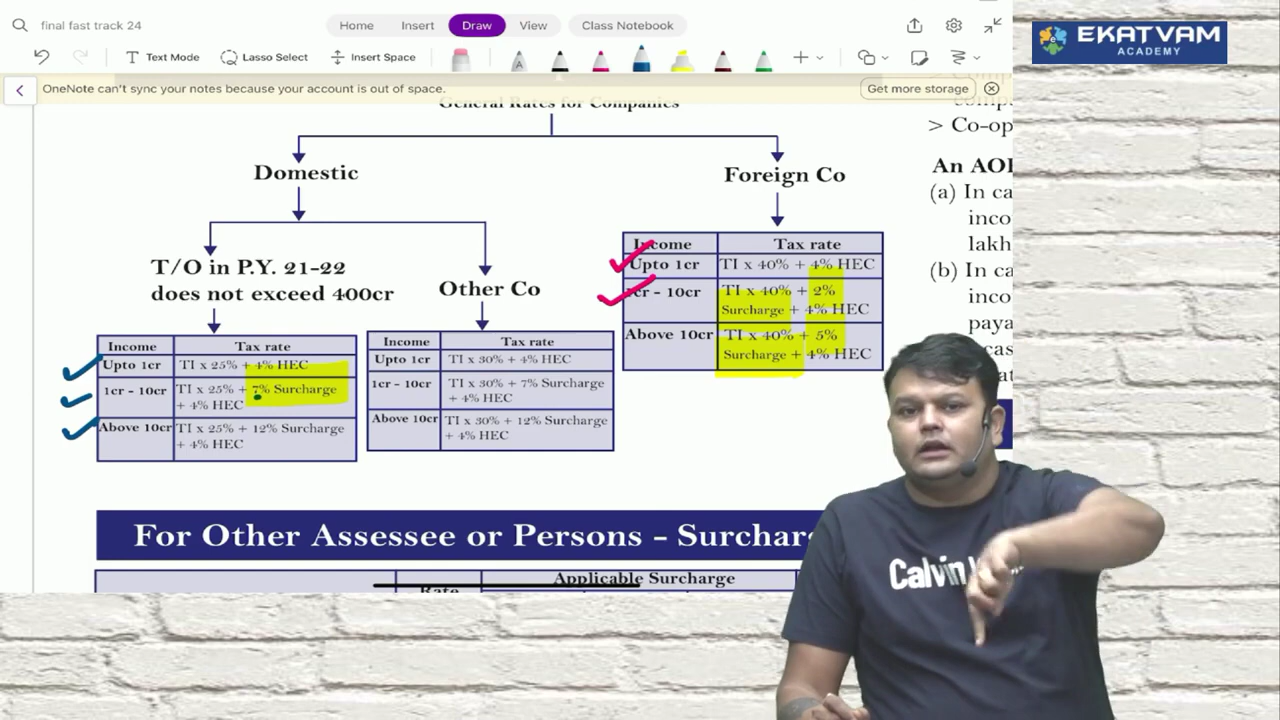 final fast track 24
Home
Insert
Draw
View
Class Notebook
EKATVAM
ACADEMY
Text Mode
Lasso Select
Insert Space
OneNote can't sync your notes because your account is out of space.
Get more storage
General Rates for Companies
> Co-op
Domestic
Foreign Co
An AOP
(a) In ca
inco
lakh
(b) In ca
inco
paya
cas
T/O in P.Y. 21-22
does not exceed 400cr
Other Co
Income Tax rate
Upto 1cr TI x 40% + 4% HEC
1cr - 10cr TI x 40% + 2%
Surcharge + 4% HEC
Above 10cr TI x 40% + 5%
Surcharge + 4% HEC
Income Tax rate
Upto 1cr TI x 25% + 4% HEC
1cr - 10cr TI x 25% + 7% Surcharge
+ 4% HEC
Above 10cr TI x 25% + 12% Surcharge
+ 4% HEC
Income Tax rate
Upto 1cr TI x 30% + 4% HEC
1cr - 10cr TI x 30% + 7% Surcharge
+ 4% HEC
Above 10cr TI x 30% + 12% Surcharge
+ 4% HEC
For Other Assessee or Persons - Surchar
Rate
Applicable Surcharge
Calvin